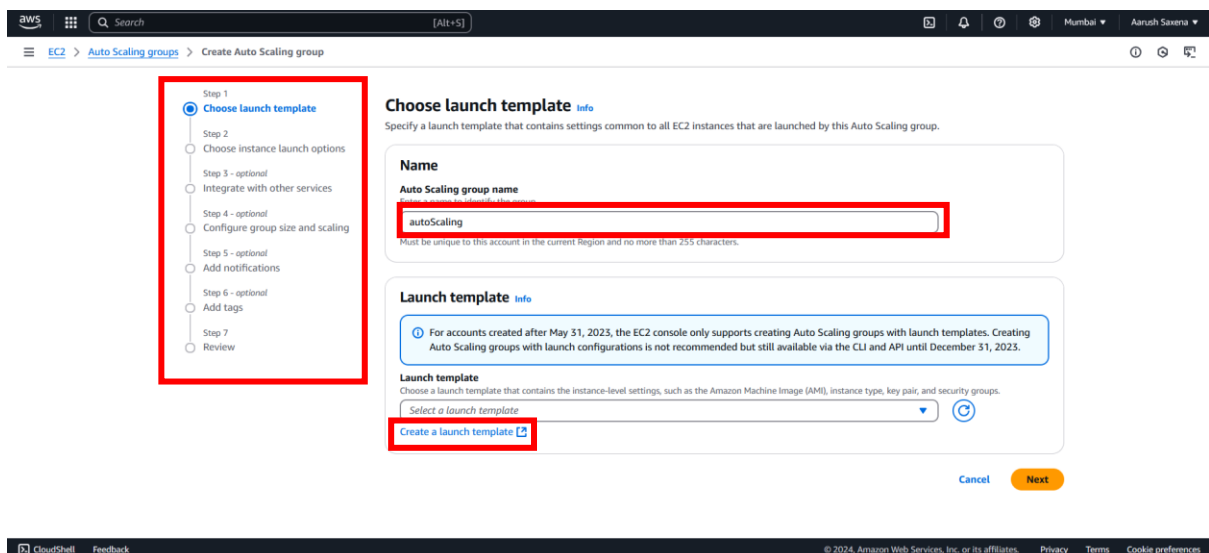 aws
Search
[Alt+S]
Mumbai
Aarush Saxena
EC2 > Auto Scaling groups > Create Auto Scaling group
Step 1
Choose launch template
Step 2
Choose instance launch options
Step 3 - optional
Integrate with other services
Step 4 - optional
Configure group size and scaling
Step 5 - optional
Add notifications
Step 6 - optional
Add tags
Step 7
Review
Choose launch template Info
Specify a launch template that contains settings common to all EC2 instances that are launched by this Auto Scaling group.
Name
Auto Scaling group name
Enter a name to identify the group.
autoScaling
Must be unique to this account in the current Region and no more than 255 characters.
Launch template Info
For accounts created after May 31, 2023, the EC2 console only supports creating Auto Scaling groups with launch templates. Creating
Auto Scaling groups with launch configurations is not recommended but still available via the CLI and API until December 31, 2023.
Launch template
Choose a launch template that contains the instance-level settings, such as the Amazon Machine Image (AMI), instance type, key pair, and security groups.
Select a launch template
Create a launch template
Cancel
Next
CloudShell
Feedback
© 2024, Amazon Web Services, Inc. or its affiliates.
Privacy
Terms
Cookie preferences